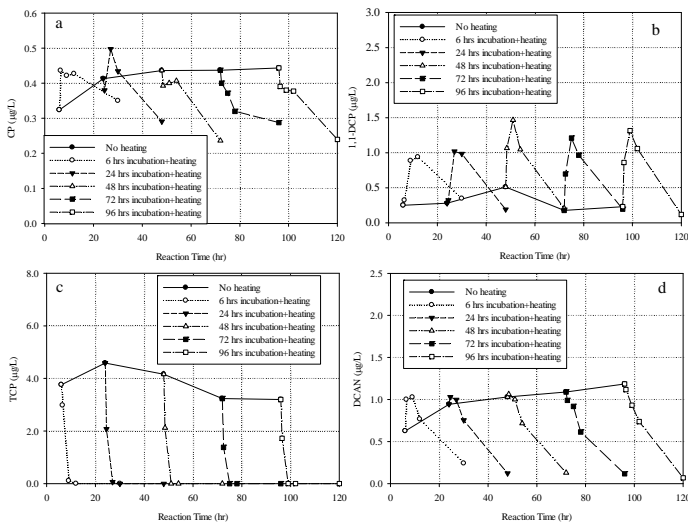 a
0.6
0.5
0.4
0.3
0.2
0.1
0.0
CP (µg/L)
0 20 40 60 80 100 120
Reaction Time (hr)
No heating
6 hrs incubation+heating
24 hrs incubation+heating
48 hrs incubation+heating
72 hrs incubation+heating
96 hrs incubation+heating
b
3.0
2.5
2.0
1.5
1.0
0.5
0.0
1,1-DCP (µg/L)
0 20 40 60 80 100 120
Reaction Time (hr)
No heating
6 hrs incubation+heating
24 hrs incubation+heating
48 hrs incubation+heating
72 hrs incubation+heating
96 hrs incubation+heating
c
8.0
6.0
4.0
2.0
0.0
TCP (µg/L)
0 20 40 60 80 100 120
Reaction Time (hr)
No heating
6 hrs incubation+heating
24 hrs incubation+heating
48 hrs incubation+heating
72 hrs incubation+heating
96 hrs incubation+heating
d
2.5
2.0
1.5
1.0
0.5
0.0
DCAN (µg/L)
0 20 40 60 80 100 120
Reaction Time (hr)
No heating
6 hrs incubation+heating
24 hrs incubation+heating
48 hrs incubation+heating
72 hrs incubation+heating
96 hrs incubation+heating